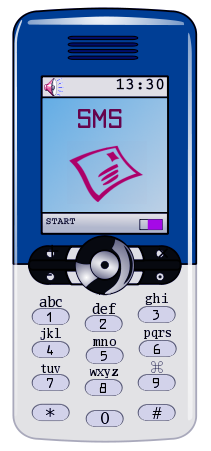 13:30
SMS
START
abc def ghi
1 2 3
jkl mno pqrs
4 5 6
tuv wxyz ⌘
7 8 9
* 0 #